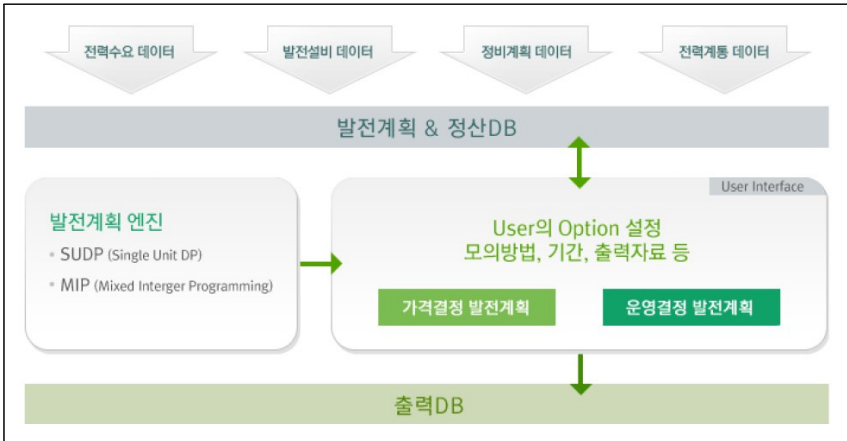 전력수요 데이터
발전설비 데이터
정비계획 데이터
전력계통 데이터
발전계획 & 정산DB
발전계획 엔진
• SUDP (Single Unit DP)
• MIP (Mixed Interger Programming)
User Interface
User의 Option 설정
모의방법, 기간, 출력자료 등
가격결정 발전계획
운영결정 발전계획
출력DB